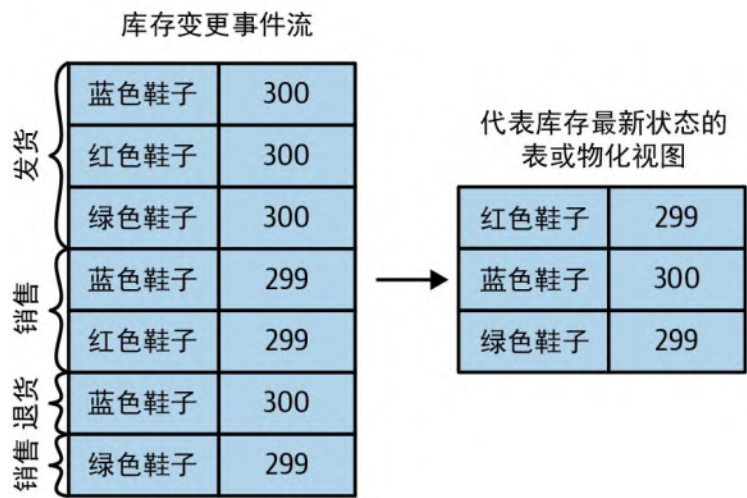 库存变更事件流
发货
蓝色鞋子 300
红色鞋子 300
绿色鞋子 300
销售
蓝色鞋子 299
红色鞋子 299
退货
蓝色鞋子 300
销售
绿色鞋子 299
代表库存最新状态的
表或物化视图
红色鞋子 299
蓝色鞋子 300
绿色鞋子 299